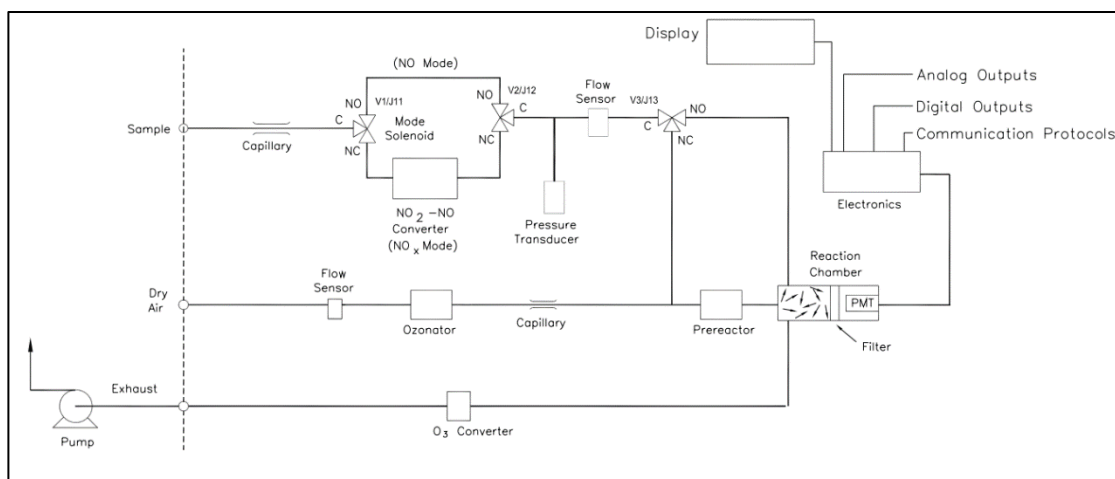 Display
Analog Outputs
Digital Outputs
Communication Protocols
Electronics
(NO Mode)
NO
V1/J11
C
Mode
Solenoid
NC
NO
V2/J12
C
NC
Flow
Sensor
V3/J13
NO
C
NC
Sample
Capillary
NO2 -NO
Converter
(NOx Mode)
Pressure
Transducer
Reaction
Chamber
PMT
Filter
Dry
Air
Flow
Sensor
Ozonator
Capillary
Prereactor
Exhaust
Pump
O3 Converter